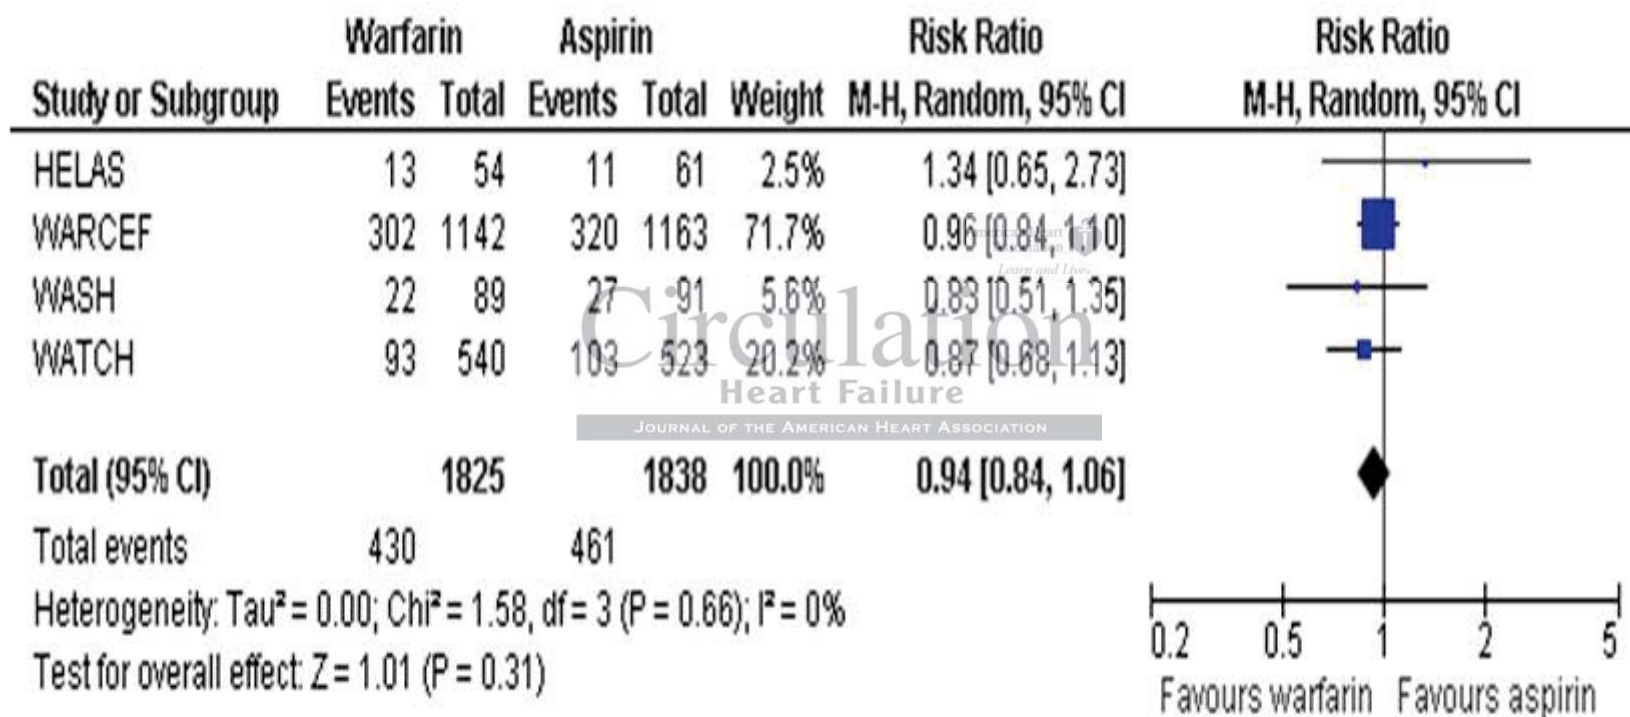 Warfarin Aspirin Risk Ratio Risk Ratio
Study or Subgroup Events Total Events Total Weight M-H, Random, 95% CI M-H, Random, 95% CI
HELAS 13 54 11 61 2.5% 1.34 [0.65, 2.73]
WARCEF 302 1142 320 1163 71.7% 0.96 [0.84, 1.10]
Learn and Live
WASH 22 89 27 91 5.6% 0.83 [0.51, 1.35]
Circulation
WATCH 93 540 103 523 20.2% 0.87 [0.68, 1.13]
Heart Failure
JOURNAL OF THE AMERICAN HEART ASSOCIATION
Total (95% CI) 1825 1838 100.0% 0.94 [0.84, 1.06]
Total events 430 461
Heterogeneity: Tau² = 0.00; Chi² = 1.58, df = 3 (P = 0.66); I² = 0%
Test for overall effect: Z = 1.01 (P = 0.31)
0.2 0.5 1 2 5
Favours warfarin Favours aspirin